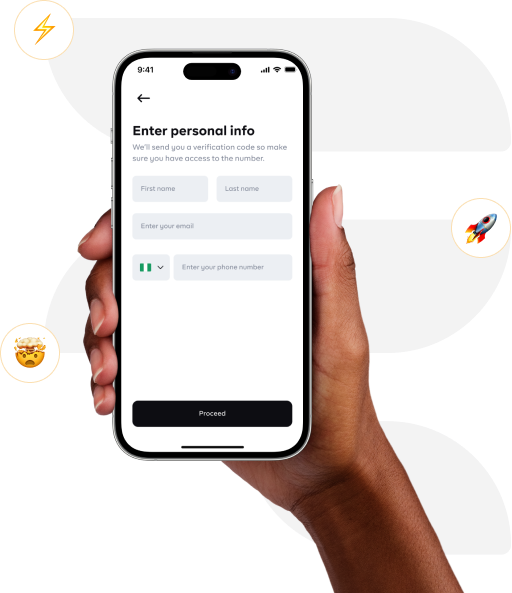 9:41
Enter personal info
We'll send you a verification code so make
sure you have access to the number.
First name
Last name
Enter your email
Enter your phone number
Proceed